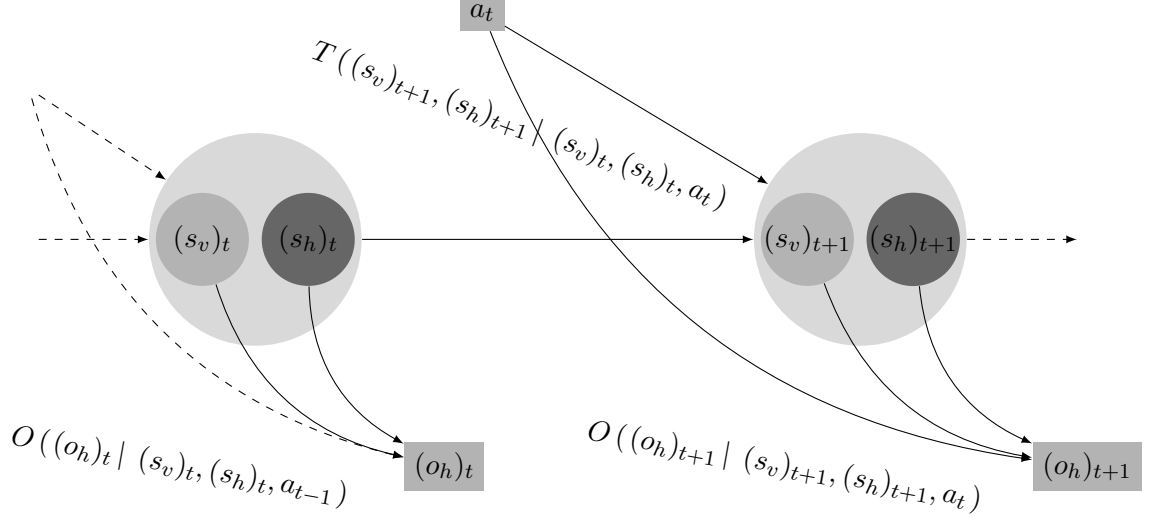 a_t
T((s_v)_{t+1}, (s_h)_{t+1} | (s_v)_t, (s_h)_t, a_t)
(s_v)_t
(s_h)_t
(s_v)_{t+1}
(s_h)_{t+1}
O((o_h)_t | (s_v)_t, (s_h)_t, a_{t−1})
(o_h)_t
O((o_h)_{t+1} | (s_v)_{t+1}, (s_h)_{t+1}, a_t)
(o_h)_{t+1}